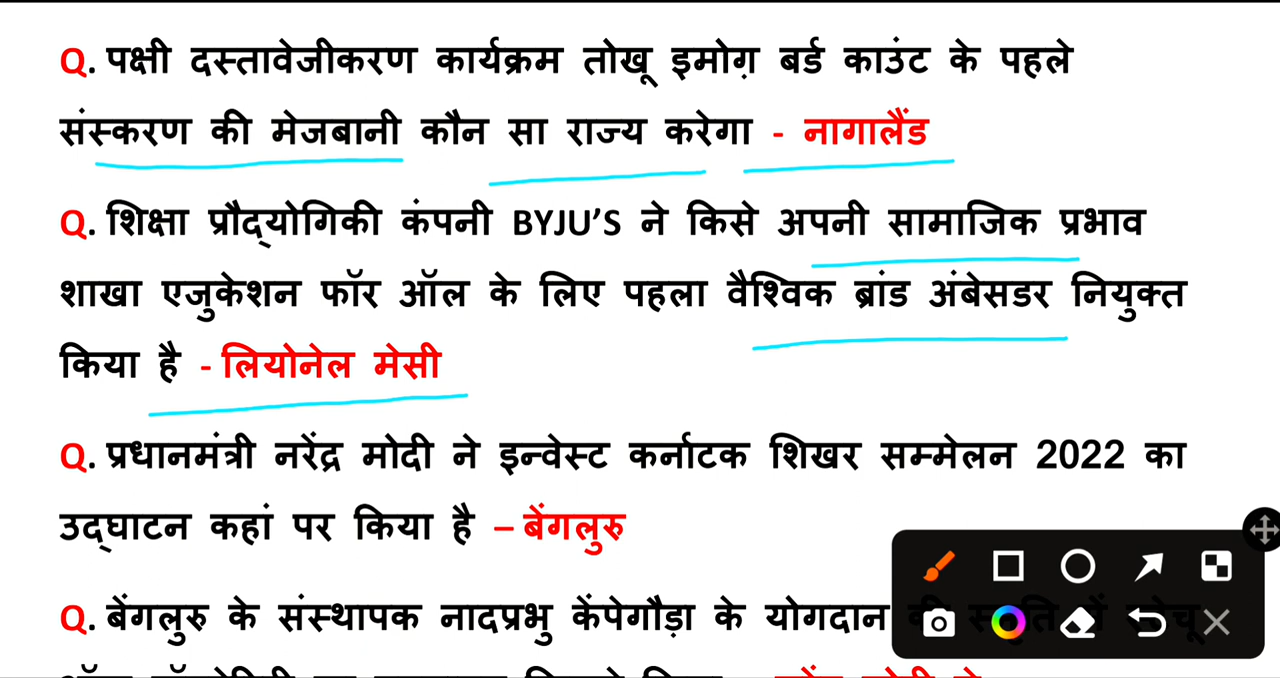 Q. पक्षी दस्तावेजीकरण कार्यक्रम तोखू इमोग़ बर्ड काउंट के पहले
संस्करण की मेजबानी कौन सा राज्य करेगा - नागालैंड
Q. शिक्षा प्रौद्योगिकी कंपनी BYJU’S ने किसे अपनी सामाजिक प्रभाव
शाखा एजुकेशन फॉर ऑल के लिए पहला वैश्विक ब्रांड अंबेसडर नियुक्त
किया है - लियोनेल मेसी
Q. प्रधानमंत्री नरेंद्र मोदी ने इन्वेस्ट कर्नाटक शिखर सम्मेलन 2022 का
उद्घाटन कहां पर किया है – बेंगलुरु
Q. बेंगलुरु के संस्थापक नादप्रभु केंपेगौड़ा के योगदान